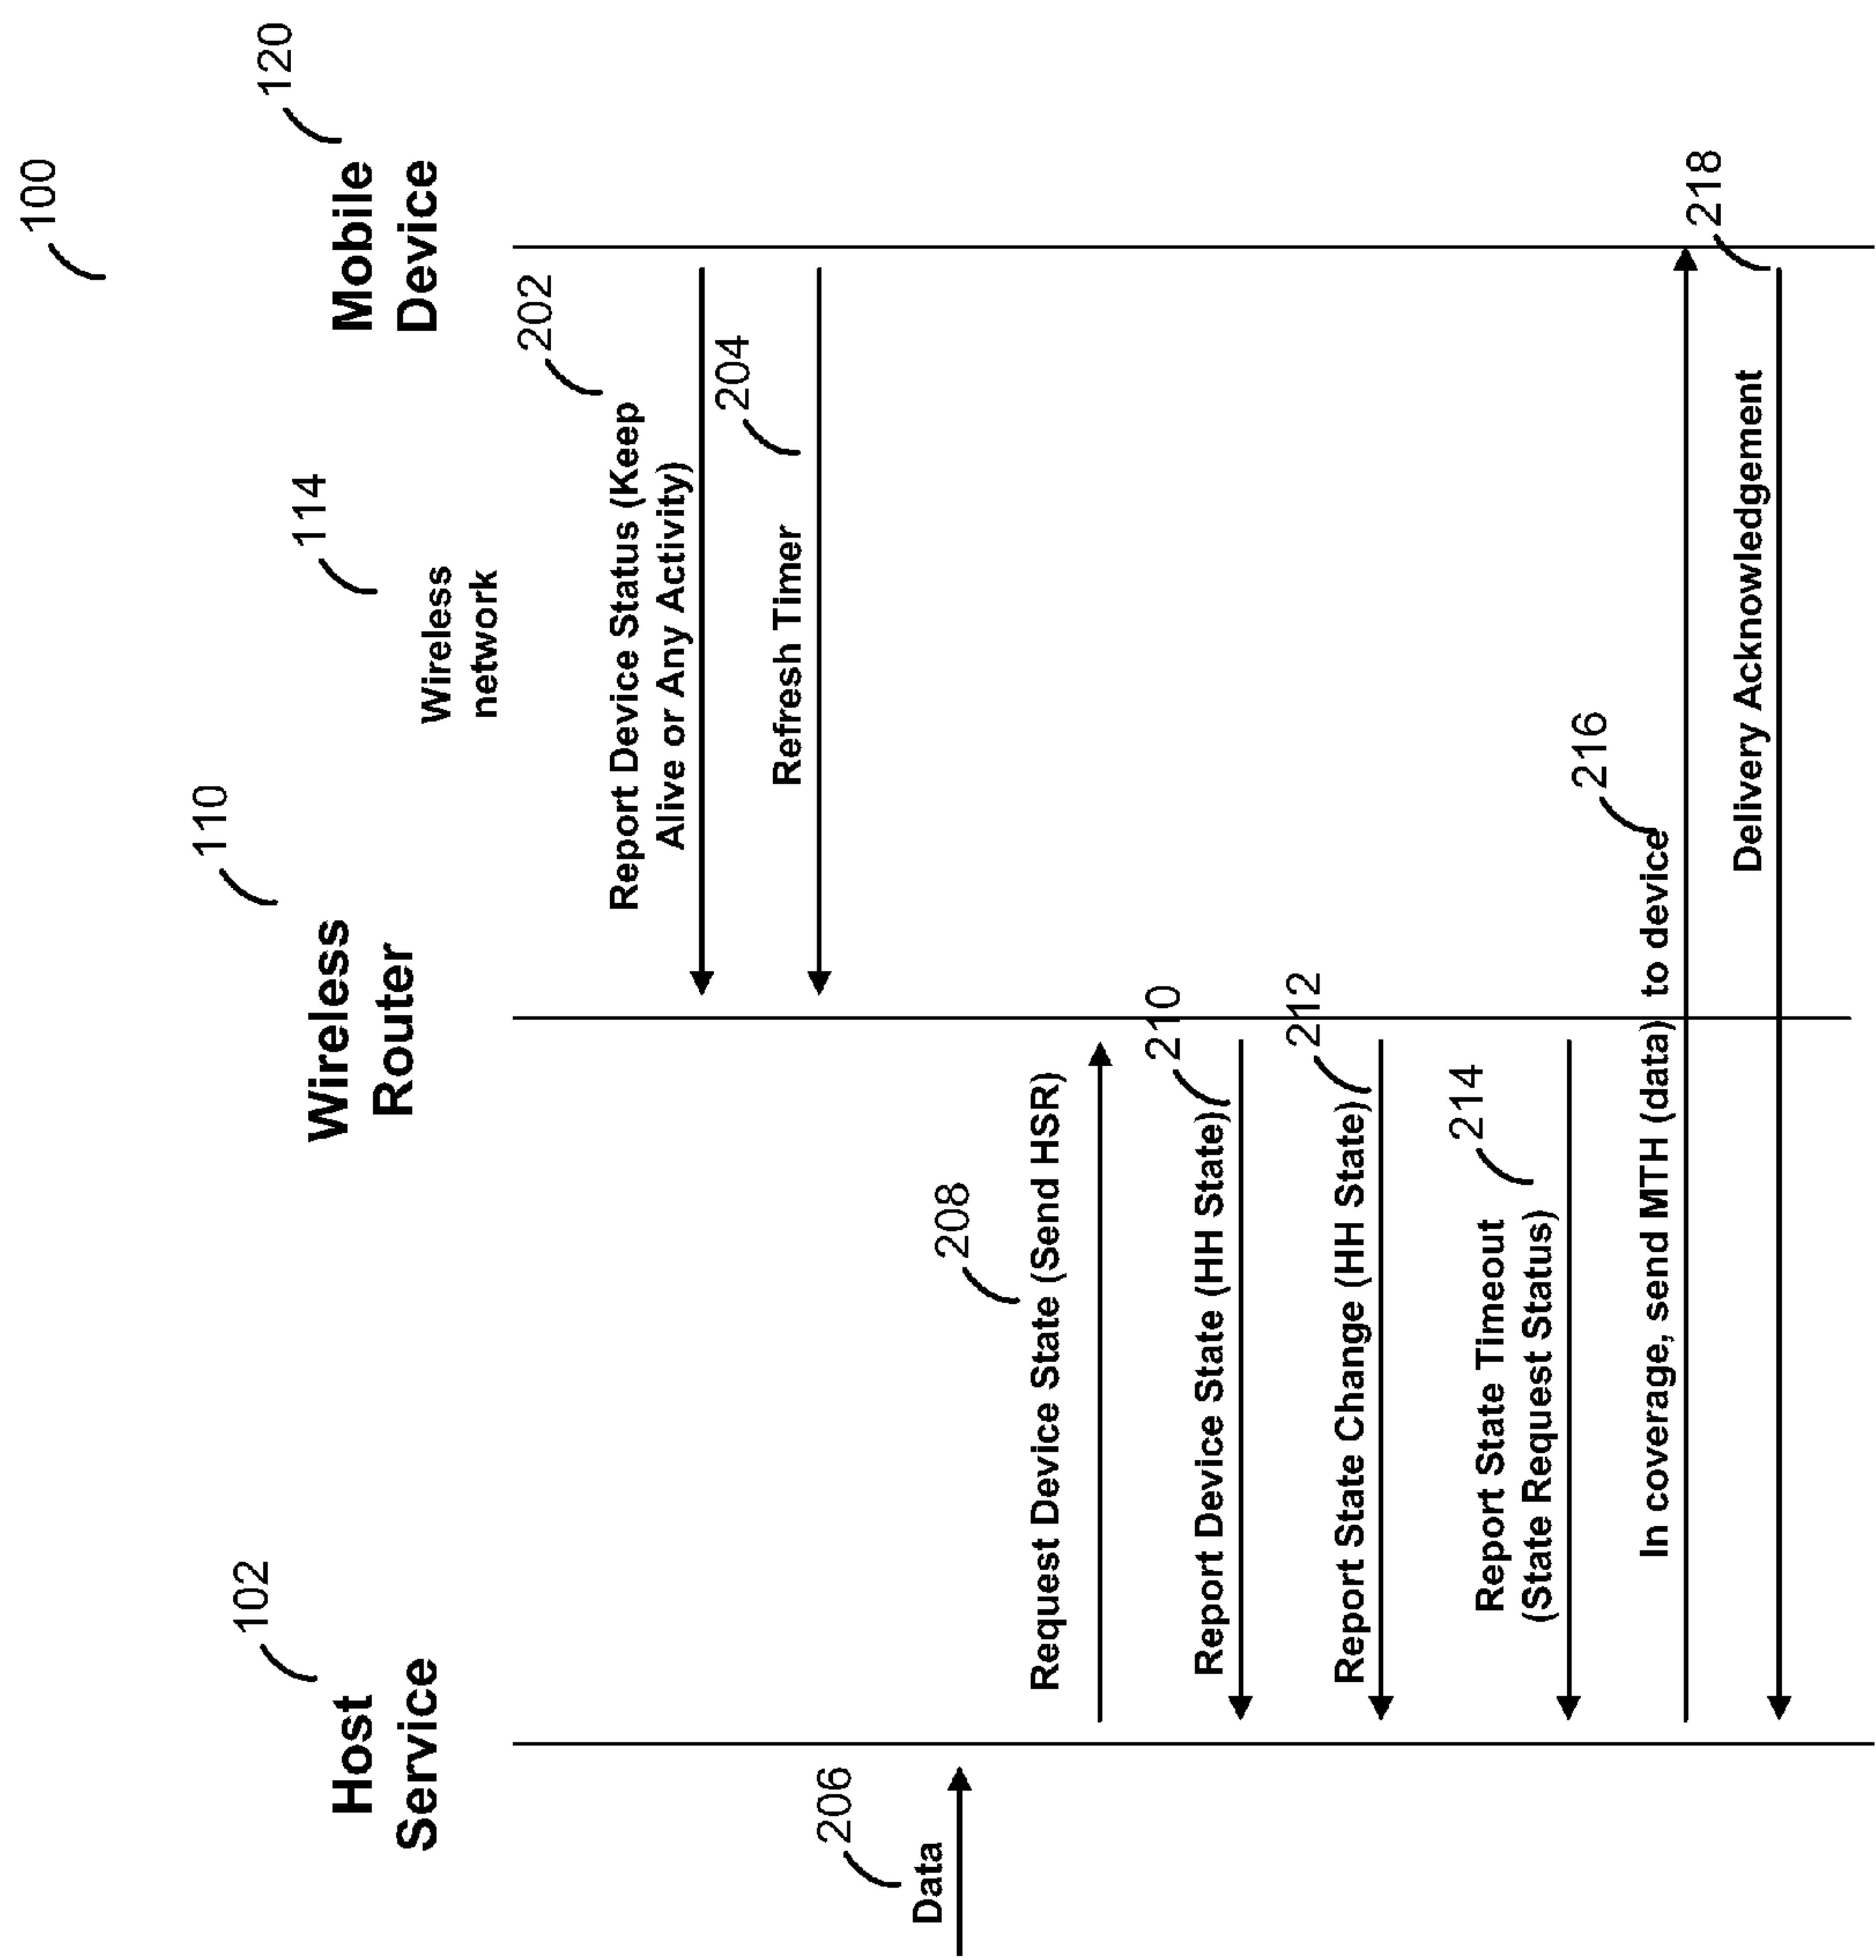 100
Host
Service
102
Wireless
Router
110
Wireless
network
114
Mobile
Device
120
Report Device Status (Keep
Alive or Any Activity)
202
Refresh Timer
204
Data
206
Request Device State (Send HSR)
208
Report Device State (HH State)
210
Report State Change (HH State)
212
Report State Timeout
(State Request Status)
214
In coverage, send MTH (data) to device
216
Delivery Acknowledgement
218